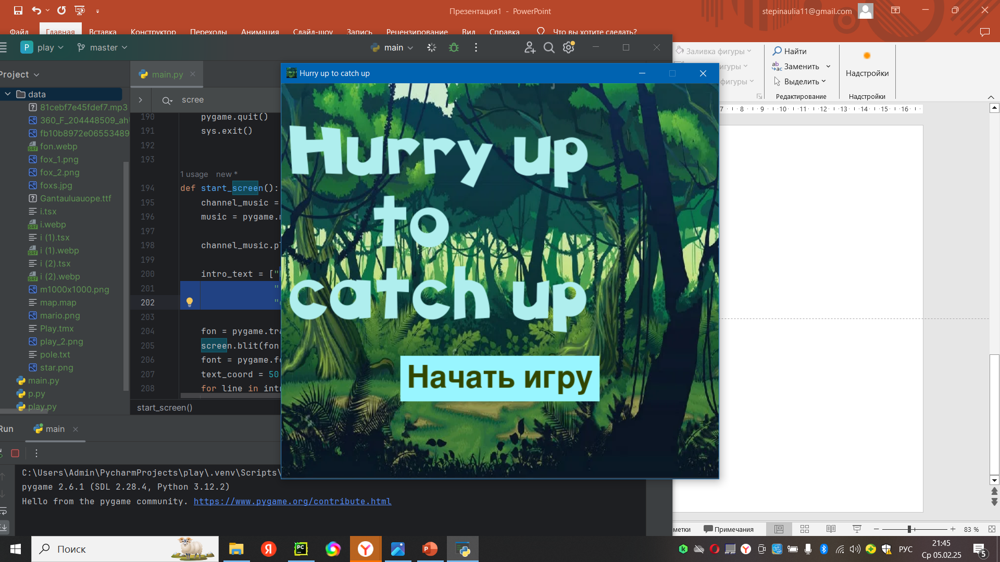 Презентация1 - PowerPoint
stepinaulia11@gmail.com
Файл Главная Вставка Конструктор Переходы Анимация Слайд-шоу Запись Рецензирование Вид Справка Что вы хотите сделать?
P play master main
Заливка фигуры
Найти
Заменить
Выделить
Редактирование
Надстройки
Надстройки
7 8 9 10 11 12 13 14 15 16
Project
main.py
data
scree
81cebf7e45fdef7.mp3
360_F_204448509_ah
fb10b8972e06553489
fon.webp
fox_1.png
fox_2.png
foxs.jpg
Gantauluauope.ttf
i.tsx
i.webp
i (1).tsx
i (1).webp
i (2).tsx
i (2).webp
m1000x1000.png
map.map
mario.png
Play.tmx
play_2.png
pole.txt
star.png
main.py
p.py
play.py
190 pygame.quit()
191 sys.exit()
192
193
1 usage new *
194 def start_screen():
195 channel_music =
196 music = pygame.
197
198 channel_music.p
199
200 intro_text = ["
201 "
202 "
203
204 fon = pygame.tra
205 screen.blit(fon
206 font = pygame.fo
207 text_coord = 50
208 for line in intr
start_screen()
Hurry up to catch up
Hurry up
to
catch up
Начать игру
Run main
C:\Users\Admin\PycharmProjects\play\.venv\Scripts\
pygame 2.6.1 (SDL 2.28.4, Python 3.12.2)
Hello from the pygame community. https://www.pygame.org/contribute.html
метки Примечания 83 %
Поиск
РУС
21:45
Ср 05.02.25
5